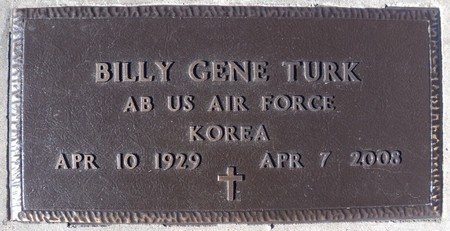 BILLY GENE TURK
AB US AIR FORCE
KOREA
APR 10 1929 APR 7 2008